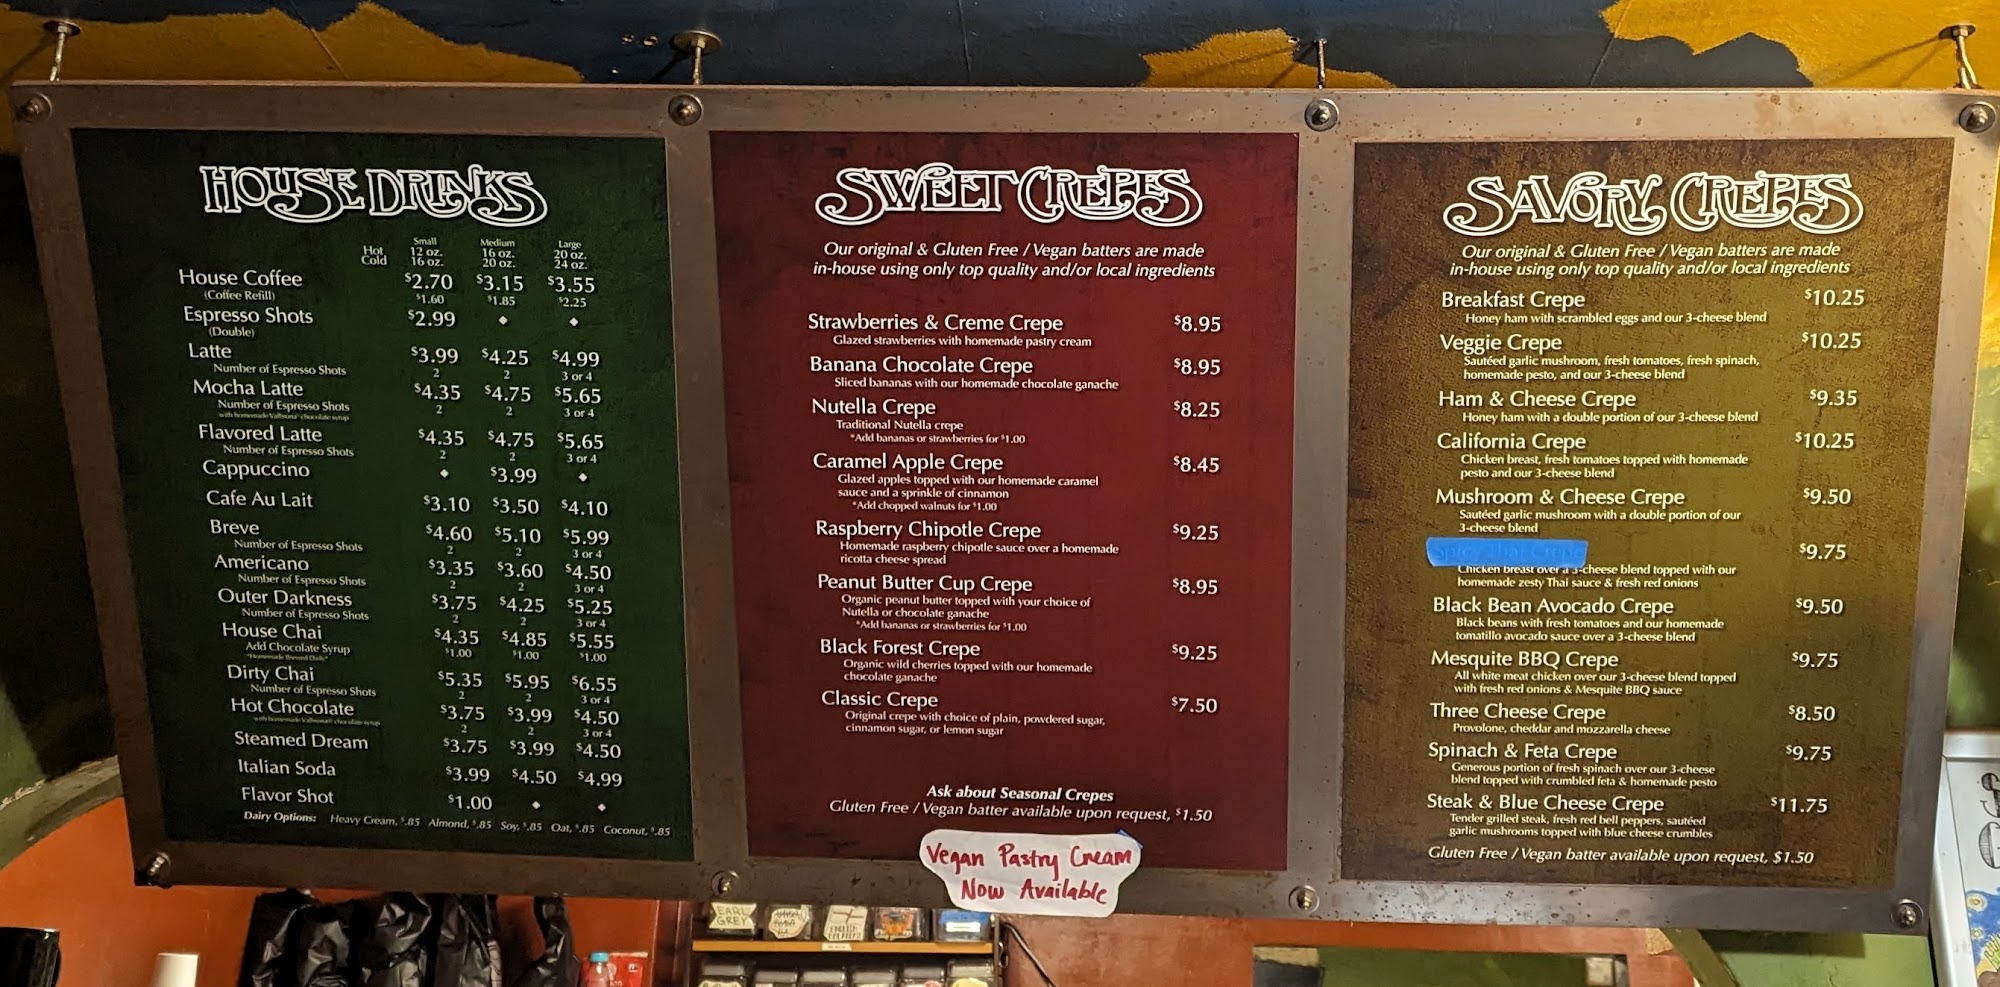 HOUSE DRINKS
Small Medium Large
Hot 12 oz. 16 oz. 20 oz.
Cold 16 oz. 20 oz. 24 oz.
House Coffee $2.70 $3.15 $3.55
(Coffee Refill) $1.60 $1.85 $2.25
Espresso Shots $2.99 ◆ ◆
(Double)
Latte $3.99 $4.25 $4.99
Number of Espresso Shots 2 2 3 or 4
Mocha Latte $4.35 $4.75 $5.65
Number of Espresso Shots 2 2 3 or 4
with homemade Valhrona® chocolate syrup
Flavored Latte $4.35 $4.75 $5.65
Number of Espresso Shots 2 2 3 or 4
Cappuccino ◆ $3.99 ◆
Cafe Au Lait $3.10 $3.50 $4.10
Breve $4.60 $5.10 $5.99
Number of Espresso Shots 2 2 3 or 4
Americano $3.35 $3.60 $4.50
Number of Espresso Shots 2 2 3 or 4
Outer Darkness $3.75 $4.25 $5.25
Number of Espresso Shots 2 2 3 or 4
House Chai $4.35 $4.85 $5.55
Add Chocolate Syrup $1.00 $1.00 $1.00
*Homemade Brewed Daily*
Dirty Chai $5.35 $5.95 $6.55
Number of Espresso Shots 2 2 3 or 4
Hot Chocolate $3.75 $3.99 $4.50
with homemade Valhrona® chocolate syrup 2 2 3 or 4
Steamed Dream $3.75 $3.99 $4.50
Italian Soda $3.99 $4.50 $4.99
Flavor Shot $1.00 ◆ ◆
Dairy Options: Heavy Cream, $.85 Almond, $.85 Soy, $.85 Oat, $.85 Coconut, $.85
SWEET CREPES
Our original & Gluten Free / Vegan batters are made
in-house using only top quality and/or local ingredients
Strawberries & Creme Crepe $8.95
Glazed strawberries with homemade pastry cream
Banana Chocolate Crepe $8.95
Sliced bananas with our homemade chocolate ganache
Nutella Crepe $8.25
Traditional Nutella crepe
*Add bananas or strawberries for $1.00
Caramel Apple Crepe $8.45
Glazed apples topped with our homemade caramel
sauce and a sprinkle of cinnamon
*Add chopped walnuts for $1.00
Raspberry Chipotle Crepe $9.25
Homemade raspberry chipotle sauce over a homemade
ricotta cheese spread
Peanut Butter Cup Crepe $8.95
Organic peanut butter topped with your choice of
Nutella or chocolate ganache
*Add bananas or strawberries for $1.00
Black Forest Crepe $9.25
Organic wild cherries topped with our homemade
chocolate ganache
Classic Crepe $7.50
Original crepe with choice of plain, powdered sugar,
cinnamon sugar, or lemon sugar
Ask about Seasonal Crepes
Gluten Free / Vegan batter available upon request, $1.50
Vegan Pastry Cream
Now Available
SAVORY CREPES
Our original & Gluten Free / Vegan batters are made
in-house using only top quality and/or local ingredients
Breakfast Crepe $10.25
Honey ham with scrambled eggs and our 3-cheese blend
Veggie Crepe $10.25
Sautéed garlic mushroom, fresh tomatoes, fresh spinach,
homemade pesto, and our 3-cheese blend
Ham & Cheese Crepe $9.35
Honey ham with a double portion of our 3-cheese blend
California Crepe $10.25
Chicken breast, fresh tomatoes topped with homemade
pesto and our 3-cheese blend
Mushroom & Cheese Crepe $9.50
Sautéed garlic mushroom with a double portion of our
3-cheese blend
Spicy Thai Crepe $9.75
Chicken breast over a 3-cheese blend topped with our
homemade zesty Thai sauce & fresh red onions
Black Bean Avocado Crepe $9.50
Black beans with fresh tomatoes and our homemade
tomatillo avocado sauce over a 3-cheese blend
Mesquite BBQ Crepe $9.75
All white meat chicken over our 3-cheese blend topped
with fresh red onions & Mesquite BBQ sauce
Three Cheese Crepe $8.50
Provolone, cheddar and mozzarella cheese
Spinach & Feta Crepe $9.75
Generous portion of fresh spinach over our 3-cheese
blend topped with crumbled feta & homemade pesto
Steak & Blue Cheese Crepe $11.75
Tender grilled steak, fresh red bell peppers, sautéed
garlic mushrooms topped with blue cheese crumbles
Gluten Free / Vegan batter available upon request, $1.50
EARL
GREY
ENGLISH
BREAKFAST